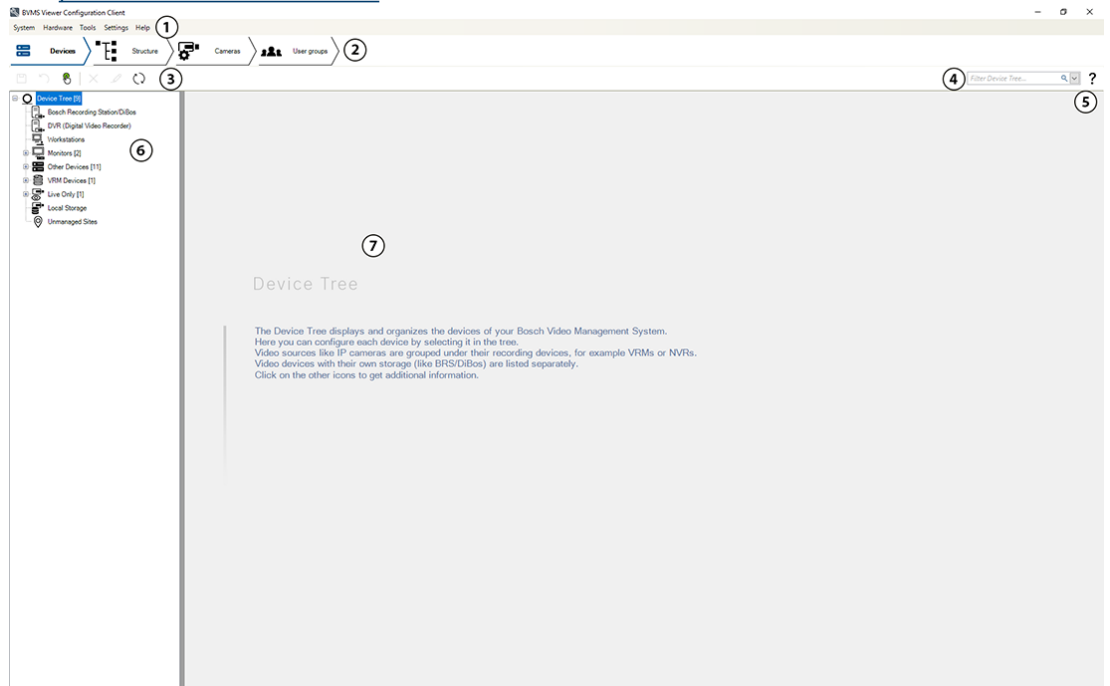 BVMS Viewer Configuration Client
System Hardware Tools Settings Help 1
Devices Structure Cameras User groups 2
3 4 Filter Device Tree... ?
5
Device Tree [9]
Bosch Recording Station/DiBos
DVR (Digital Video Recorder)
Workstations
Monitors [2]
6
Other Devices [11]
VRM Devices [1]
Live Only [1]
Local Storage
Unmanaged Sites
7
Device Tree
The Device Tree displays and organizes the devices of your Bosch Video Management System.
Here you can configure each device by selecting it in the tree.
Video sources like IP cameras are grouped under their recording devices, for example VRMs or NVRs.
Video devices with their own storage (like BRS/DiBos) are listed separately.
Click on the other icons to get additional information.